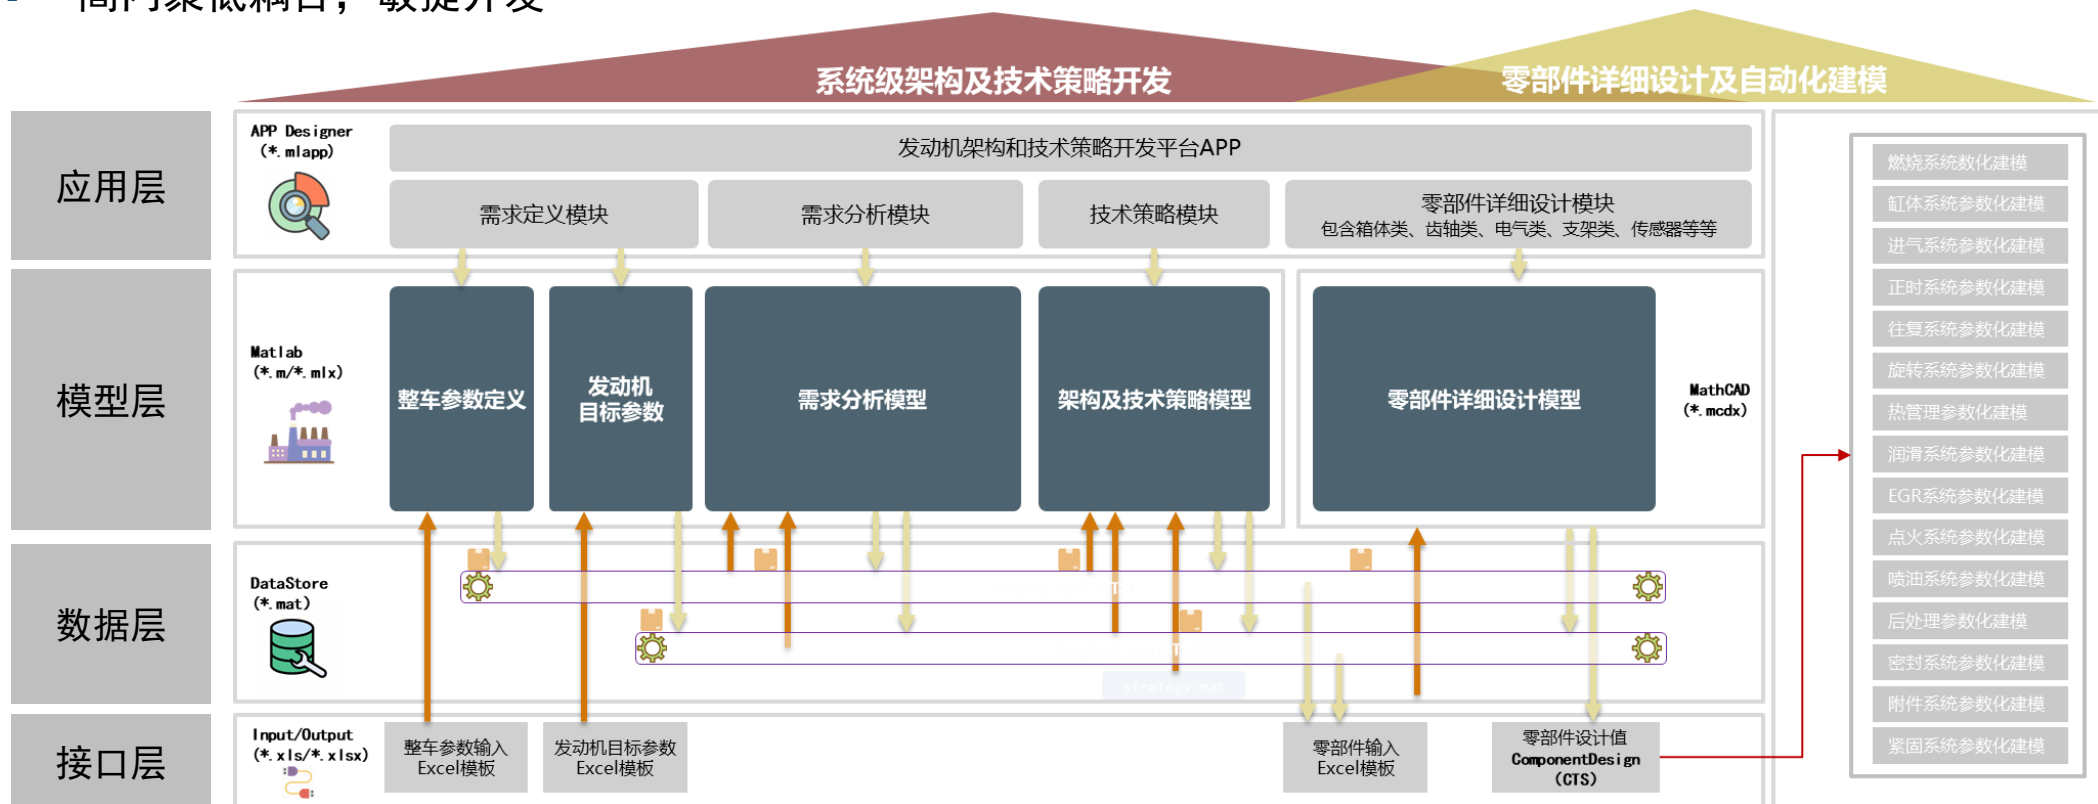 高内聚低耦合，敏捷开发
系统级架构及技术策略开发
零部件详细设计及自动化建模
应用层
APP Designer
(*.mlapp)
发动机架构和技术策略开发平台APP
需求定义模块
需求分析模块
技术策略模块
零部件详细设计模块
包含箱体类、齿轴类、电气类、支架类、传感器等等
模型层
Matlab
(*.m/*.mlx)
整车参数定义
发动机
目标参数
需求分析模型
架构及技术策略模型
零部件详细设计模型
MathCAD
(*.mcdx)
数据层
DataStore
(*.mat)
strategy.mat
接口层
Input/Output
(*.xls/*.xlsx)
整车参数输入
Excel模板
发动机目标参数
Excel模板
零部件输入
Excel模板
零部件设计值
ComponentDesign
(CTS)
燃烧系统数化建模
缸体系统参数化建模
进气系统参数化建模
正时系统参数化建模
往复系统参数化建模
旋转系统参数化建模
热管理参数化建模
润滑系统参数化建模
EGR系统参数化建模
点火系统参数化建模
喷油系统参数化建模
后处理参数化建模
密封系统参数化建模
附件系统参数化建模
紧固系统参数化建模